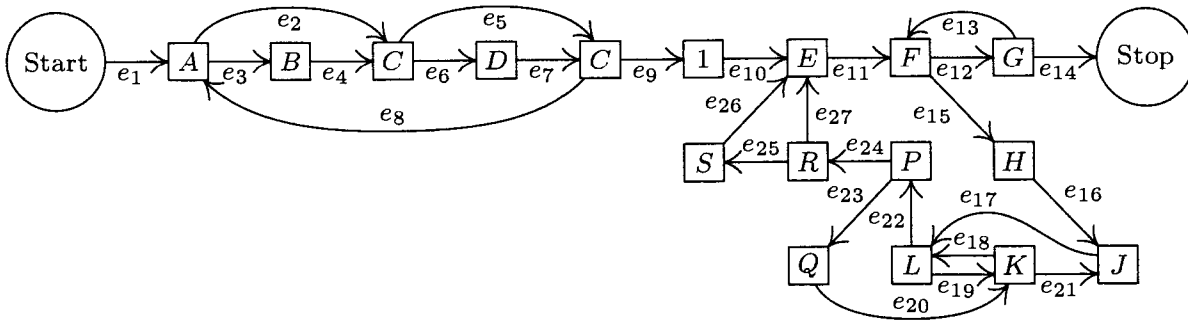 e2 e5 e13
Start A B C D C 1 E F G Stop
e1 e3 e4 e6 e7 e9 e10 e11 e12 e14
e8 e26 e27 e15
S e25 R e24 P H
e23 e22 e17 e16
Q L e18 K J
e20 e19 e21